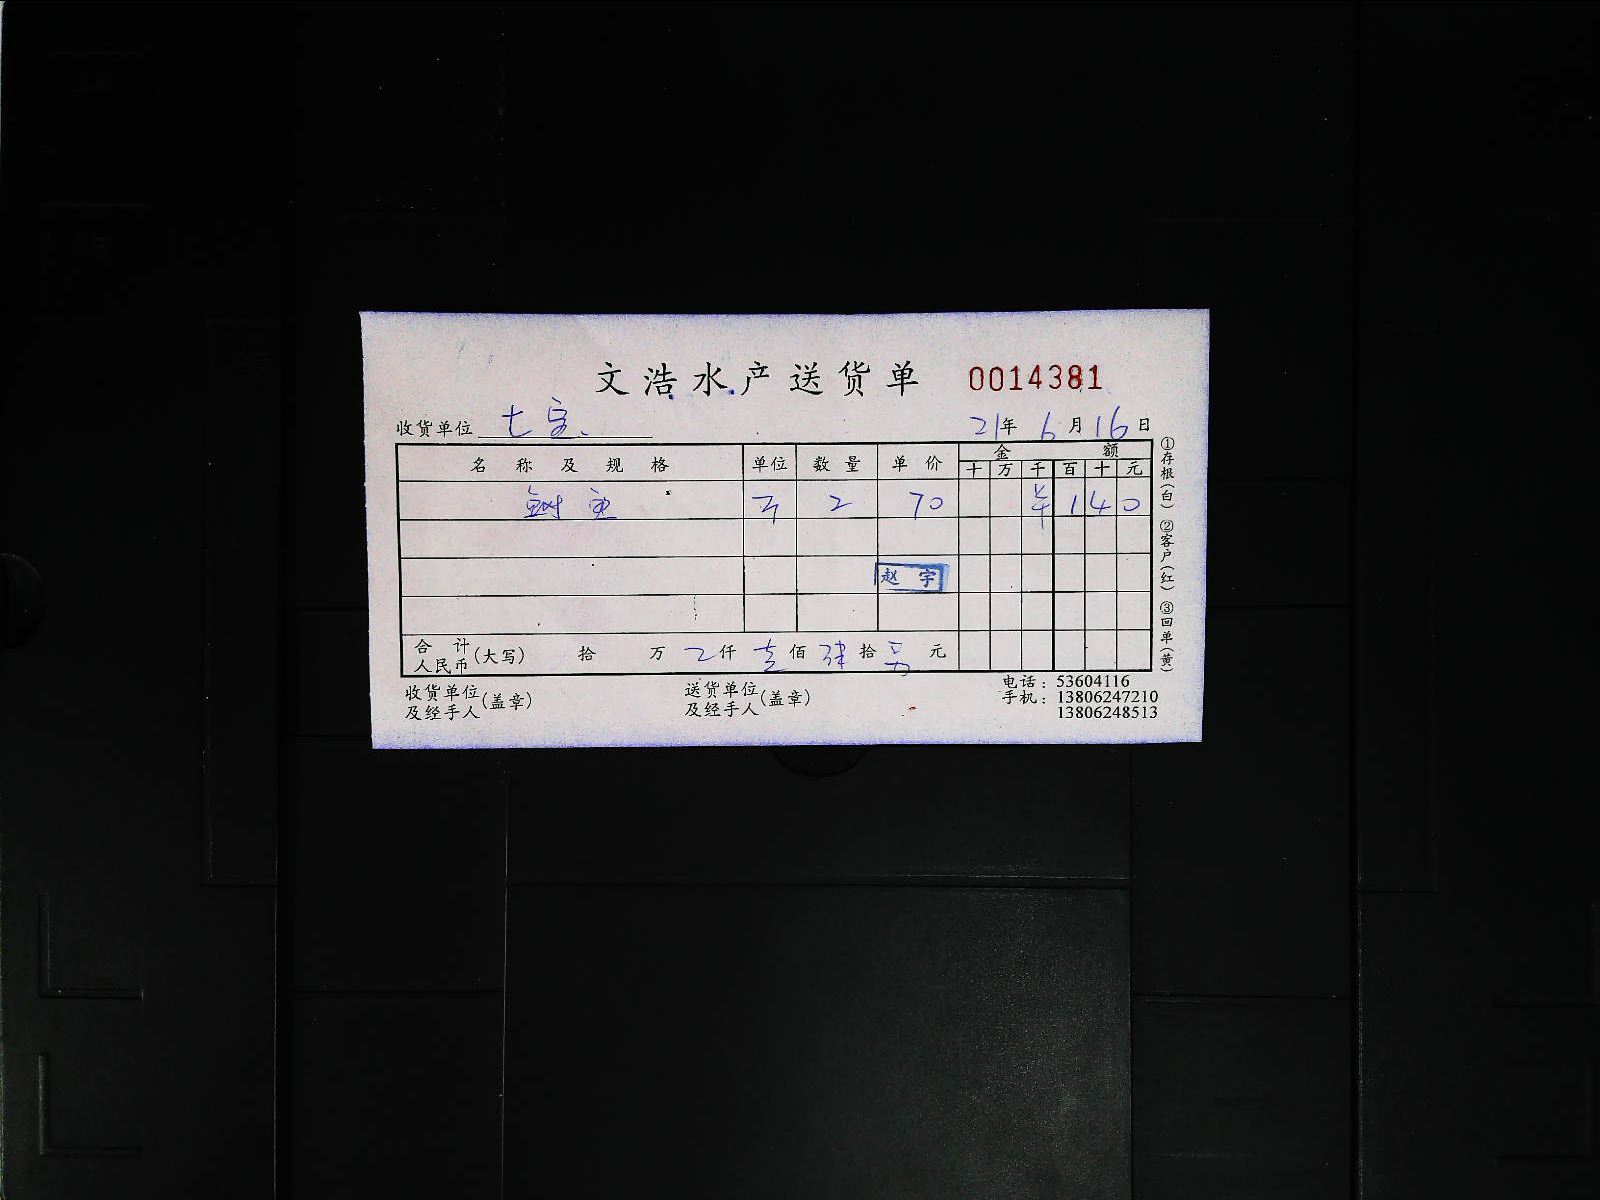 文浩水产送货单 0014381
收货单位 七宝 21年6月16日
名称及规格 单位 数量 单价 金额
十 万 千 百 十 元
2 70 ¥ 1 4 0
赵宇
合计人民币(大写) 拾 万 仟 壹佰 肆拾 元
收货单位及经手人(盖章) 送货单位及经手人(盖章)
电话:53604116
手机:13806247210
13806248513
①存根(白) ②客户(红) ③回单(黄)